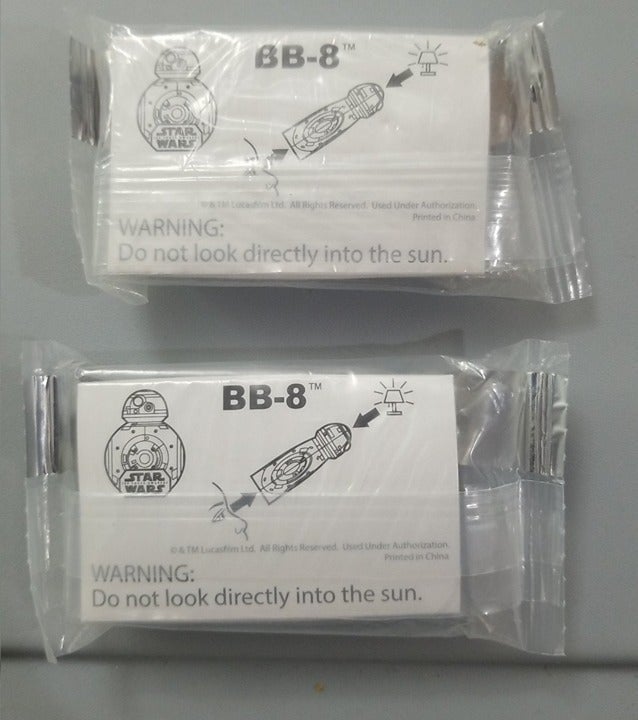 BB-8™
STAR
WARS
© & TM Lucasfilm Ltd. All Rights Reserved. Used Under Authorization.
Printed in China
WARNING:
Do not look directly into the sun.
BB-8™
STAR
WARS
© & TM Lucasfilm Ltd. All Rights Reserved. Used Under Authorization.
Printed in China
WARNING:
Do not look directly into the sun.